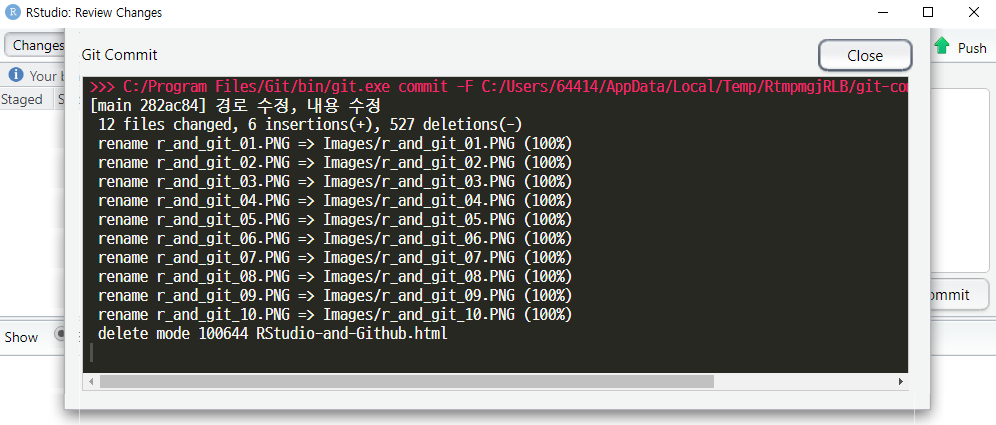 RStudio: Review Changes
Changes
Git Commit
Close
Push
Your b
Staged S
>>> C:/Program Files/Git/bin/git.exe commit -F C:/Users/64414/AppData/Local/Temp/RtmpmgjRLB/git-com
[main 282ac84] 경로 수정, 내용 수정
12 files changed, 6 insertions(+), 527 deletions(-)
rename r_and_git_01.PNG => Images/r_and_git_01.PNG (100%)
rename r_and_git_02.PNG => Images/r_and_git_02.PNG (100%)
rename r_and_git_03.PNG => Images/r_and_git_03.PNG (100%)
rename r_and_git_04.PNG => Images/r_and_git_04.PNG (100%)
rename r_and_git_05.PNG => Images/r_and_git_05.PNG (100%)
rename r_and_git_06.PNG => Images/r_and_git_06.PNG (100%)
rename r_and_git_07.PNG => Images/r_and_git_07.PNG (100%)
rename r_and_git_08.PNG => Images/r_and_git_08.PNG (100%)
rename r_and_git_09.PNG => Images/r_and_git_09.PNG (100%)
rename r_and_git_10.PNG => Images/r_and_git_10.PNG (100%)
delete mode 100644 RStudio-and-Github.html
ommit
Show